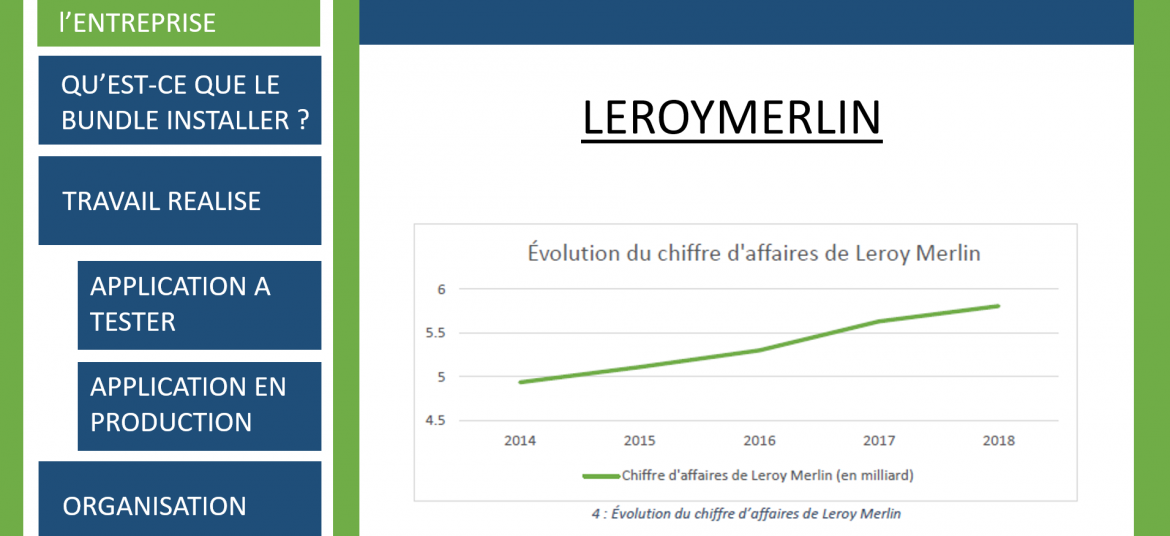 l’ENTREPRISE
QU’EST-CE QUE LE
BUNDLE INSTALLER ?
TRAVAIL REALISE
APPLICATION A
TESTER
APPLICATION EN
PRODUCTION
ORGANISATION
LEROYMERLIN
Évolution du chiffre d'affaires de Leroy Merlin
6
5.5
5
4.5
2014 2015 2016 2017 2018
Chiffre d'affaires de Leroy Merlin (en milliard)
4 : Évolution du chiffre d’affaires de Leroy Merlin